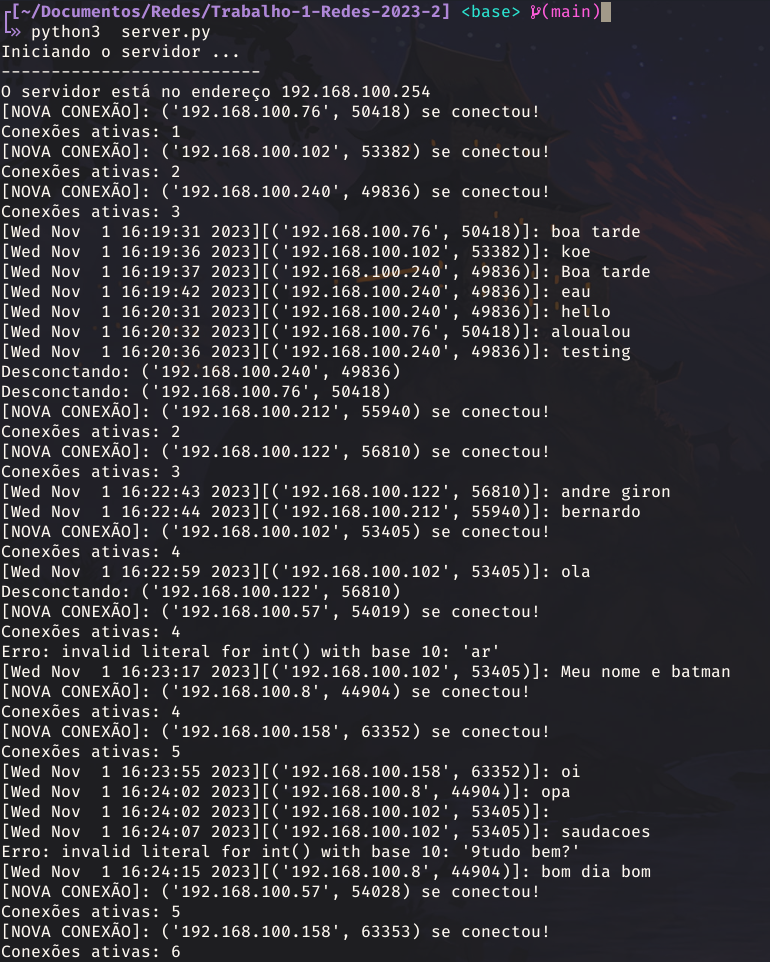 [~/Documentos/Redes/Trabalho-1-Redes-2023-2] <base> (main)
» python3  server.py
Iniciando o servidor ...
--------------------------
O servidor está no endereço 192.168.100.254
[NOVA CONEXÃO]: ('192.168.100.76', 50418) se conectou!
Conexões ativas: 1
[NOVA CONEXÃO]: ('192.168.100.102', 53382) se conectou!
Conexões ativas: 2
[NOVA CONEXÃO]: ('192.168.100.240', 49836) se conectou!
Conexões ativas: 3
[Wed Nov  1 16:19:31 2023][('192.168.100.76', 50418)]: boa tarde
[Wed Nov  1 16:19:36 2023][('192.168.100.102', 53382)]: koe
[Wed Nov  1 16:19:37 2023][('192.168.100.240', 49836)]: Boa tarde
[Wed Nov  1 16:19:42 2023][('192.168.100.240', 49836)]: eau
[Wed Nov  1 16:20:31 2023][('192.168.100.240', 49836)]: hello
[Wed Nov  1 16:20:32 2023][('192.168.100.76', 50418)]: aloualou
[Wed Nov  1 16:20:36 2023][('192.168.100.240', 49836)]: testing
Desconctando: ('192.168.100.240', 49836)
Desconctando: ('192.168.100.76', 50418)
[NOVA CONEXÃO]: ('192.168.100.212', 55940) se conectou!
Conexões ativas: 2
[NOVA CONEXÃO]: ('192.168.100.122', 56810) se conectou!
Conexões ativas: 3
[Wed Nov  1 16:22:43 2023][('192.168.100.122', 56810)]: andre giron
[Wed Nov  1 16:22:44 2023][('192.168.100.212', 55940)]: bernardo
[NOVA CONEXÃO]: ('192.168.100.102', 53405) se conectou!
Conexões ativas: 4
[Wed Nov  1 16:22:59 2023][('192.168.100.102', 53405)]: ola
Desconctando: ('192.168.100.122', 56810)
[NOVA CONEXÃO]: ('192.168.100.57', 54019) se conectou!
Conexões ativas: 4
Erro: invalid literal for int() with base 10: 'ar'
[Wed Nov  1 16:23:17 2023][('192.168.100.102', 53405)]: Meu nome e batman
[NOVA CONEXÃO]: ('192.168.100.8', 44904) se conectou!
Conexões ativas: 4
[NOVA CONEXÃO]: ('192.168.100.158', 63352) se conectou!
Conexões ativas: 5
[Wed Nov  1 16:23:55 2023][('192.168.100.158', 63352)]: oi
[Wed Nov  1 16:24:02 2023][('192.168.100.8', 44904)]: opa
[Wed Nov  1 16:24:02 2023][('192.168.100.102', 53405)]:
[Wed Nov  1 16:24:07 2023][('192.168.100.102', 53405)]: saudacoes
Erro: invalid literal for int() with base 10: '9tudo bem?'
[Wed Nov  1 16:24:15 2023][('192.168.100.8', 44904)]: bom dia bom
[NOVA CONEXÃO]: ('192.168.100.57', 54028) se conectou!
Conexões ativas: 5
[NOVA CONEXÃO]: ('192.168.100.158', 63353) se conectou!
Conexões ativas: 6